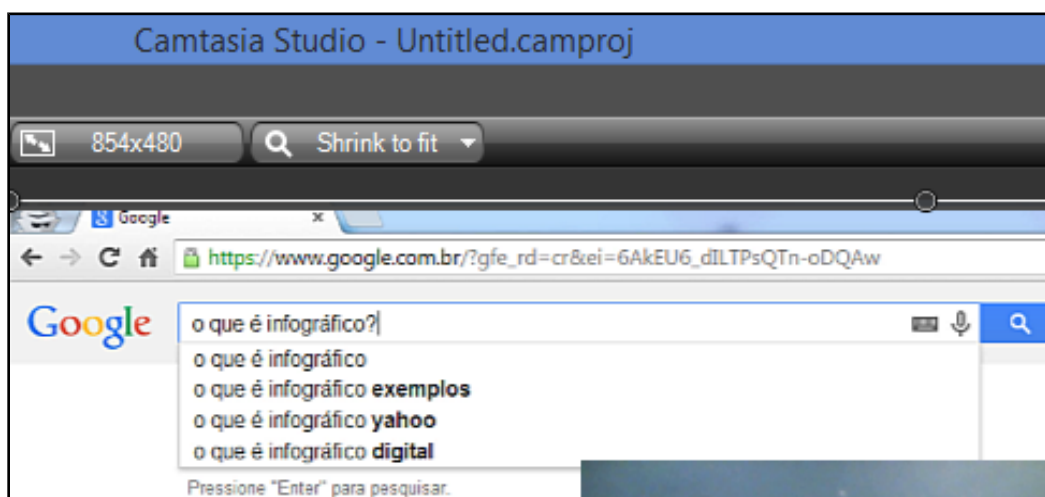 Camtasia Studio - Untitled.camproj
854x480 Shrink to fit
Google
https://www.google.com.br/?gfe_rd=cr&ei=6AkEU6_dILTPsQTn-oDQAw
Google o que é infográfico?
o que é infográfico
o que é infográfico exemplos
o que é infográfico yahoo
o que é infográfico digital
Pressione "Enter" para pesquisar.